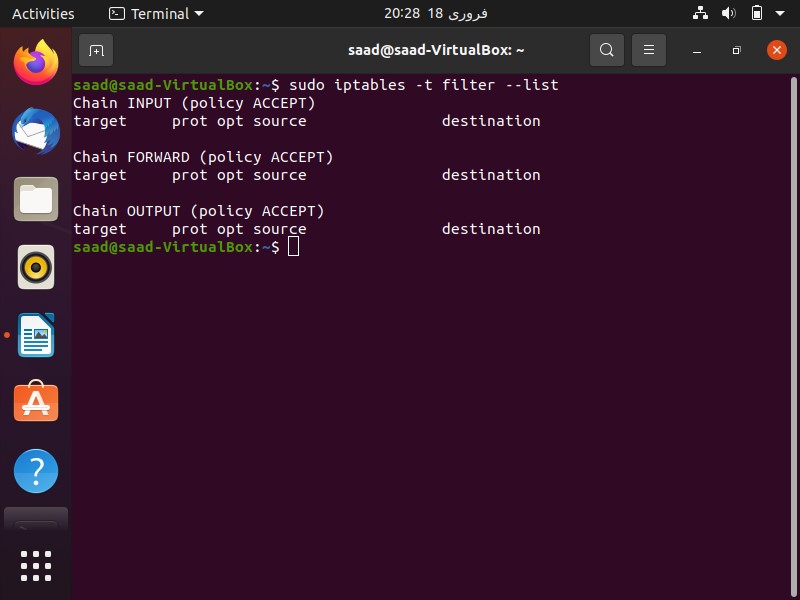 Activities Terminal 20:28 18 فروری
saad@saad-VirtualBox: ~
saad@saad-VirtualBox:~$ sudo iptables -t filter --list
Chain INPUT (policy ACCEPT)
target     prot opt source               destination

Chain FORWARD (policy ACCEPT)
target     prot opt source               destination

Chain OUTPUT (policy ACCEPT)
target     prot opt source               destination
saad@saad-VirtualBox:~$